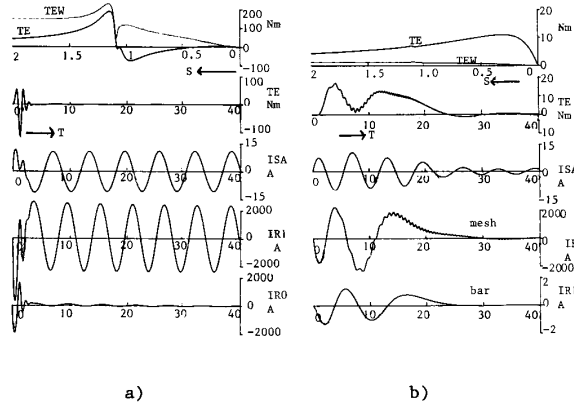 TEW
TE
200
Nm
100
0
-100
2 1.5 1 0.5 0
S
100
TE
Nm
0 10 20 30 40
-100
T
15
ISA
A
0 10 20 30 40
-15
2000
IR1
A
10 20 30 40
-2000
2000
IR0
A
0
0 10 20 30 40
-2000
a)
20
Nm
10
TE
TEW
2 1.5 1 0.5 0
S
20
TE
10
Nm
0 10 20 30 40
10
T
15
ISA
A
0 10 20 30 40
-15
2000
mesh
A
0 10 20 30 40
-2000
2
bar
A
0 10 20 30 40
-2
b)